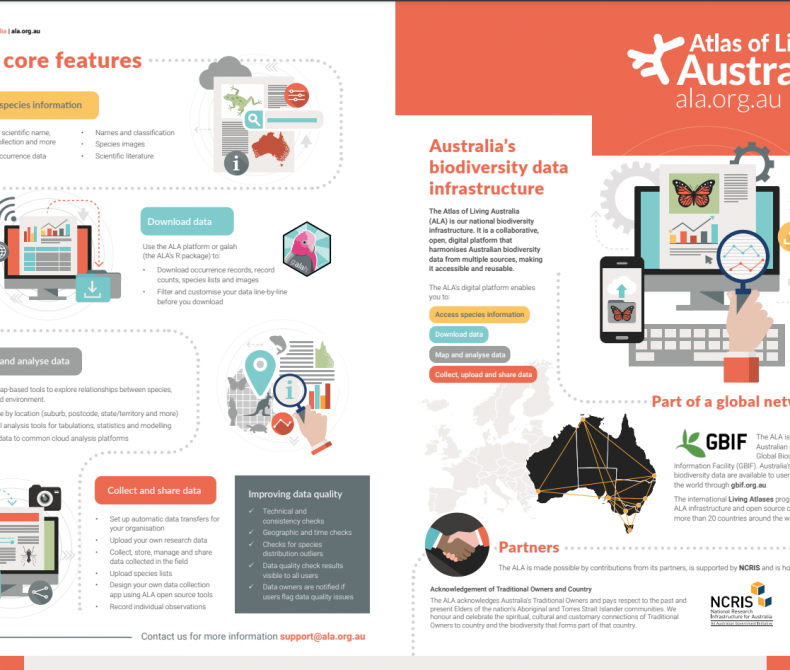 lia | ala.org.au
core features
species information
scientific name,
llection and more
ccurrence data
• Names and classification
• Species images
• Scientific literature
Download data
Use the ALA platform or galah
(the ALA's R package) to:
• Download occurrence records, record
counts, species lists and images
• Filter and customise your data line-by-line
before you download
galah
and analyse data
ap-based tools to explore relationships between species,
d environment.
e by location (suburb, postcode, state/territory and more)
l analysis tools for tabulations, statistics and modelling
data to common cloud analysis platforms
Collect and share data
• Set up automatic data transfers for
your organisation
• Upload your own research data
• Collect, store, manage and share
data collected in the field
• Upload species lists
• Design your own data collection
app using ALA open source tools
• Record individual observations
Improving data quality
✓ Technical and
consistency checks
✓ Geographic and time checks
✓ Checks for species
distribution outliers
✓ Data quality check results
visible to all users
✓ Data owners are notified if
users flag data quality issues
Contact us for more information support@ala.org.au
Atlas of Li
Austra
ala.org.au
Australia's
biodiversity data
infrastructure
The Atlas of Living Australia
(ALA) is our national biodiversity
infrastructure. It is a collaborative,
open, digital platform that
harmonises Australian biodiversity
data from multiple sources, making
it accessible and reusable.
The ALA's digital platform enables
you to:
Access species information
Download data
Map and analyse data
Collect, upload and share data
Part of a global netw
GBIF
The ALA is
Australian
Global Biod
Information Facility (GBIF). Australia's
biodiversity data are available to user
the world through gbif.org.au.
The international Living Atlases prog
ALA infrastructure and open source c
more than 20 countries around the w
Partners
The ALA is made possible by contributions from its partners, is supported by NCRIS and is ho
Acknowledgement of Traditional Owners and Country
The ALA acknowledges Australia's Traditional Owners and pays respect to the past and
present Elders of the nation's Aboriginal and Torres Strait Islander communities. We
honour and celebrate the spiritual, cultural and customary connections of Traditional
Owners to country and the biodiversity that forms part of that country.
NCRIS
National Research
Infrastructure for Australia
An Australian Government Initiative